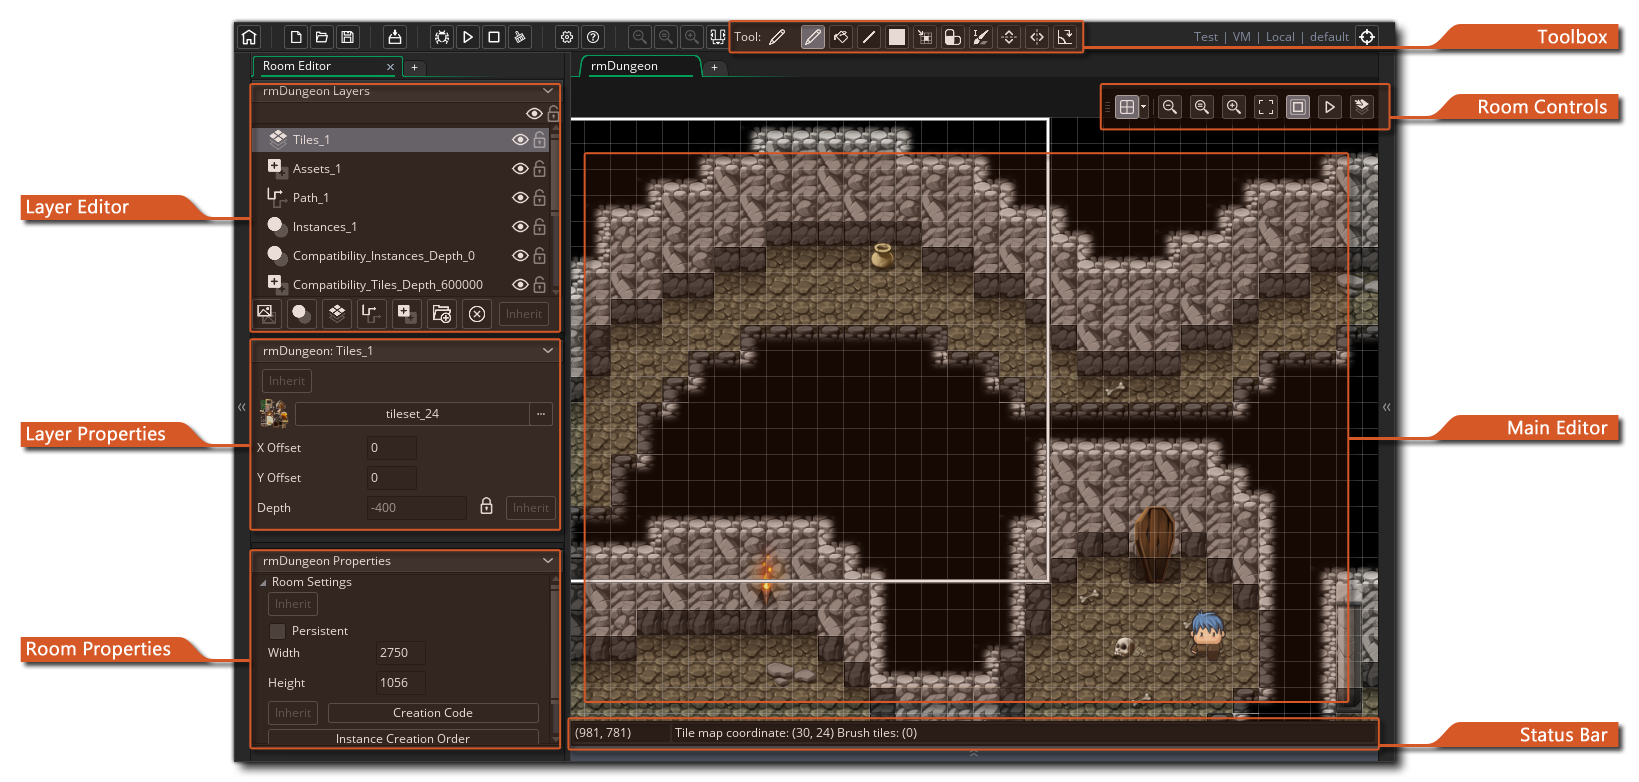 Tool:
Test | VM | Local | default
Toolbox
Room Editor
rmDungeon
rmDungeon Layers
Room Controls
Tiles_1
Assets_1
Path_1
Layer Editor
Instances_1
Compatibility_Instances_Depth_0
Compatibility_Tiles_Depth_600000
Inherit
rmDungeon: Tiles_1
Inherit
tileset_24
...
Layer Properties
X Offset
0
Y Offset
0
Depth
-400
Inherit
Main Editor
rmDungeon Properties
Room Settings
Inherit
Persistent
Room Properties
Width
2750
Height
1056
Inherit
Creation Code
Instance Creation Order
(981, 781)
Tile map coordinate: (30, 24) Brush tiles: (0)
Status Bar